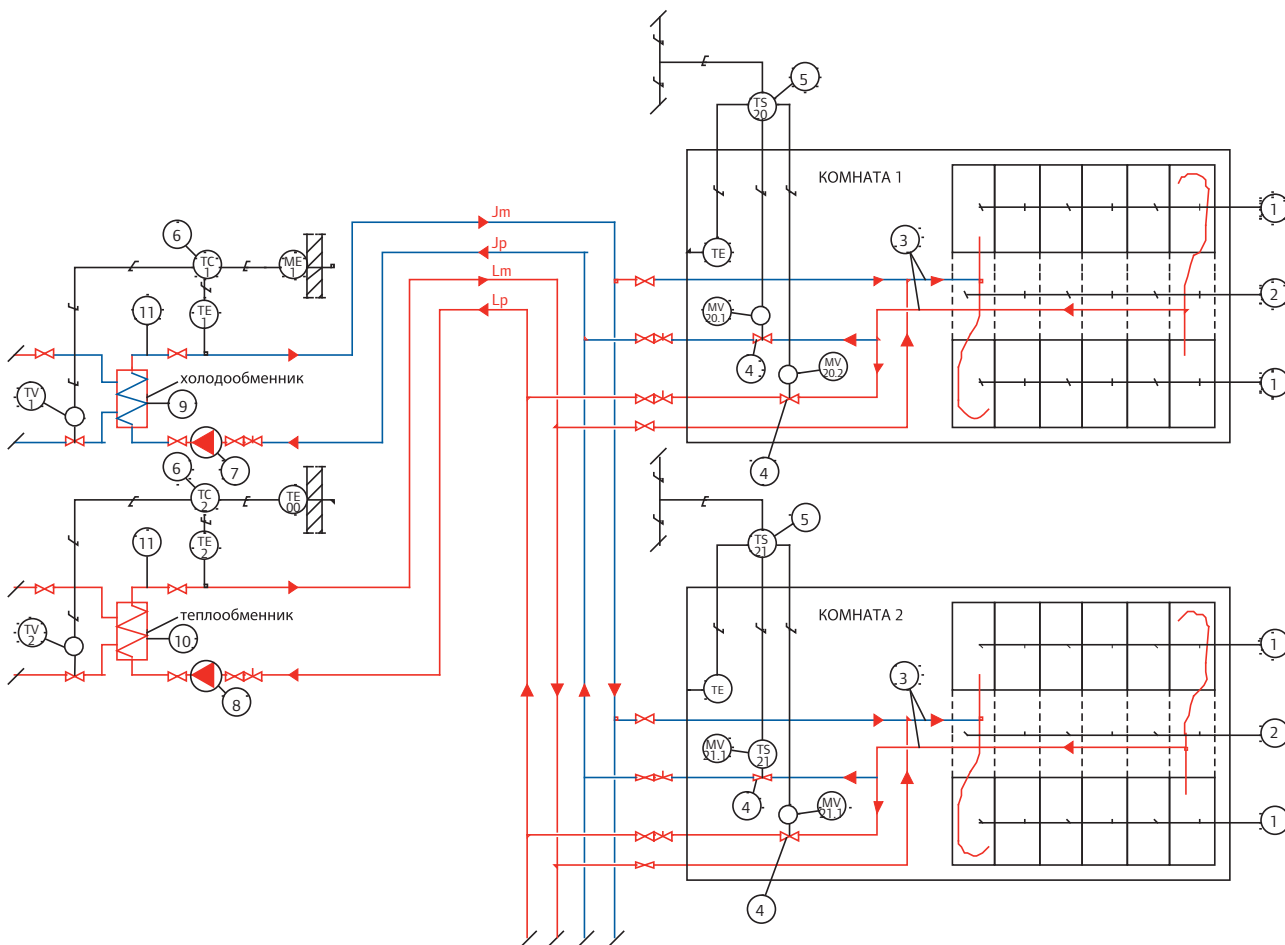 5
TS
20
КОМНАТА 1
1
Jm
6
3
TC
1
ME
1
Jp
TE
Lm
2
11
TE
1
Lp
MV
20.1
холодообменник
4
MV
20.2
1
TV
1
9
6
7
4
TC
2
TE
00
5
11
TE
2
TS
21
теплообменник
КОМНАТА 2
TV
2
10
1
3
TE
8
2
MV
21.1
TS
21
4
MV
21.1
1
4